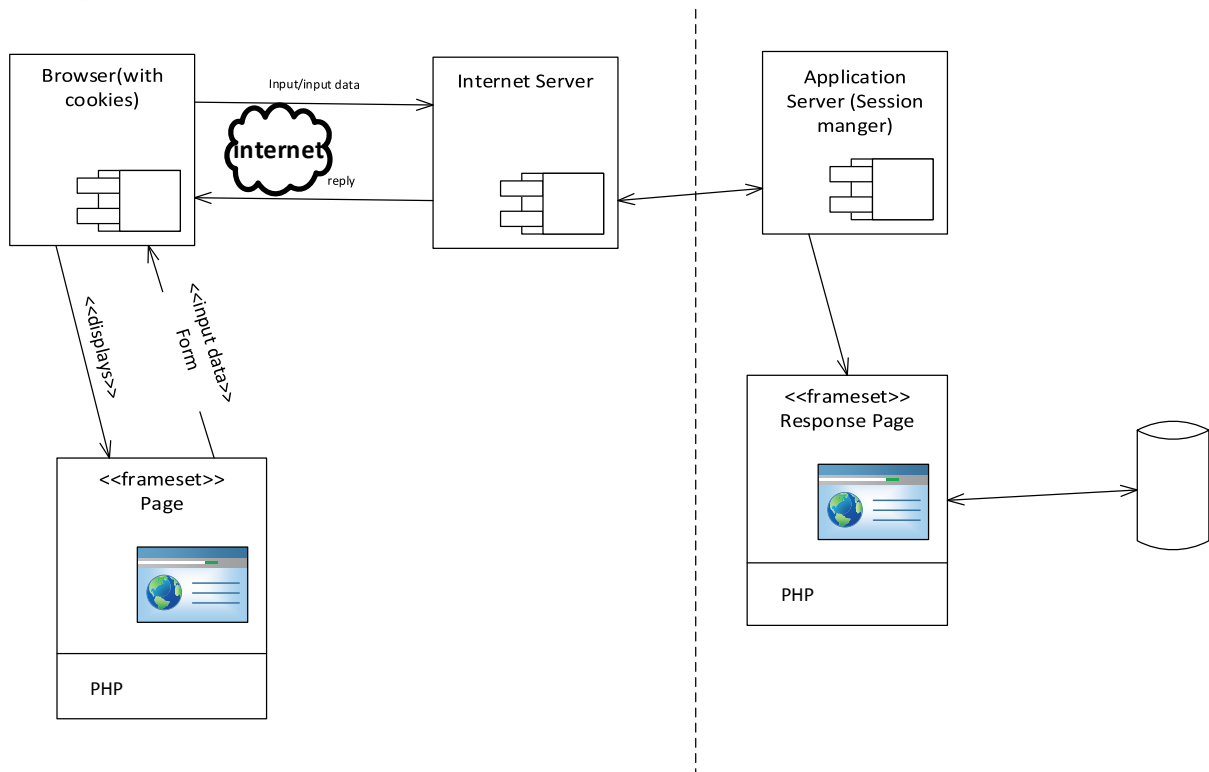 Browser(with
cookies)
Input/input data
internet
reply
Internet Server
Application
Server (Session
manger)
<<displays>>
<<input data>>
Form
<<frameset>>
Page
PHP
<<frameset>>
Response Page
PHP